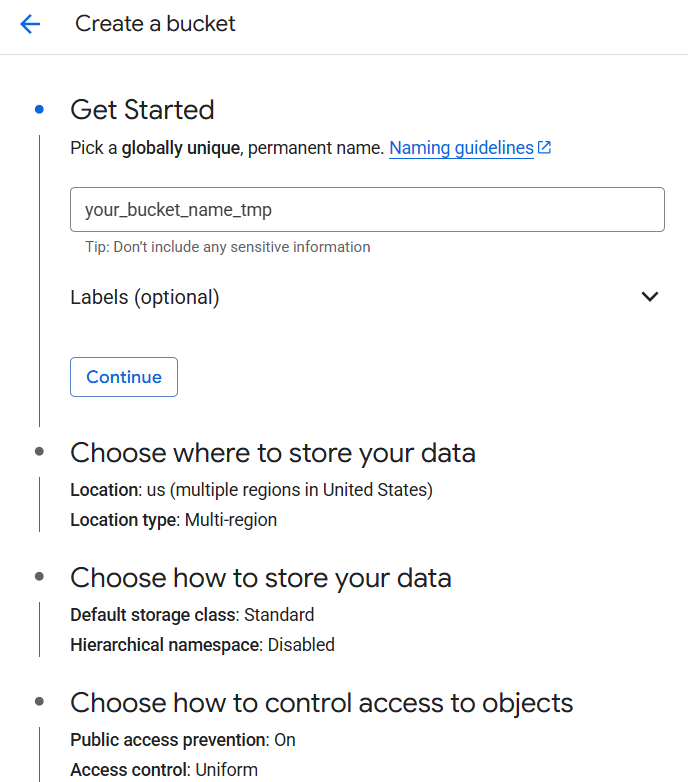 Create a bucket
Get Started
Pick a globally unique, permanent name. Naming guidelines
your_bucket_name_tmp
Tip: Don't include any sensitive information
Labels (optional)
Continue
Choose where to store your data
Location: us (multiple regions in United States)
Location type: Multi-region
Choose how to store your data
Default storage class: Standard
Hierarchical namespace: Disabled
Choose how to control access to objects
Public access prevention: On
Access control: Uniform